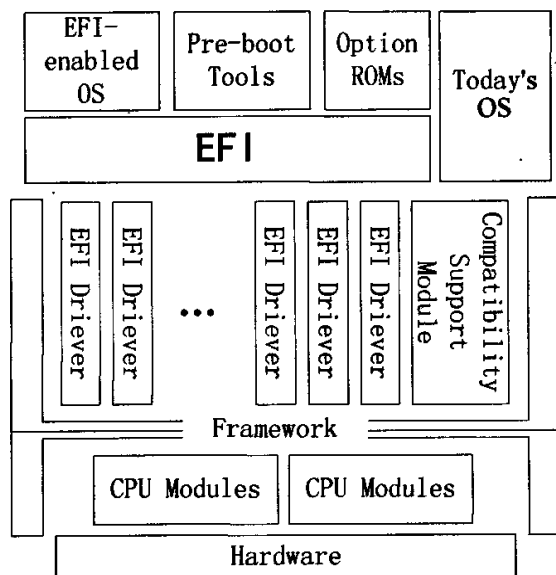 EFI-
enabled
OS
Pre-boot
Tools
Option
ROMs
Today's
OS
EFI
EFI Driever
EFI Driever
...
EFI Driever
EFI Driever
EFI Driever
Compatibility
Support
Module
Framework
CPU Modules
CPU Modules
Hardware